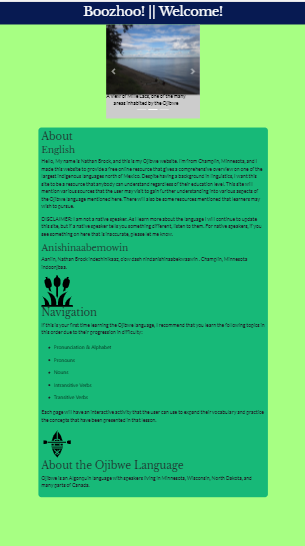 Boozhoo! || Welcome!
A view of Mille Lacs, one of the many
areas inhabited by the Ojibwe
About
English
Hello, My name is Nathan Brock, and this is my Ojibwe website. I'm from Champlin, Minnesota, and I
made this website to provide a free online resource that gives a comprehensive overview on one of the
largest indigenous languages north of Mexico. Despite having a background in linguistics, I want this
site to be a resource that anybody can understand regardless of their education level. This site will
mention various sources that the user may visit to gain further understanding into various aspects of
the Ojibwe language mentioned here. There will also be some resources mentioned that learners may
wish to pursue.
DISCLAIMER: I am not a native speaker. As I learn more about the language I will continue to update
this site, but if a native speaker tells you something different, listen to them. For native speakers, if you
see something on here that is inaccurate, please let me know.
Anishinaabemowin
Aaniin, Nathan Brock Champlin, Minnesota
Navigation
If this is your first time learning the Ojibwe language, I recommend that you learn the following topics in
this order due to their progression in difficulty:
Pronunciation & Alphabet
Pronouns
Nouns
Intransitive Verbs
Transitive Verbs
Each page will have an interactive activity that the user can use to expand their vocabulary and practice
the concepts that have been presented in that lesson.
About the Ojibwe Language
Ojibwe is an Algonquin language with speakers living in Minnesota, Wisconsin, North Dakota, and
many parts of Canada.